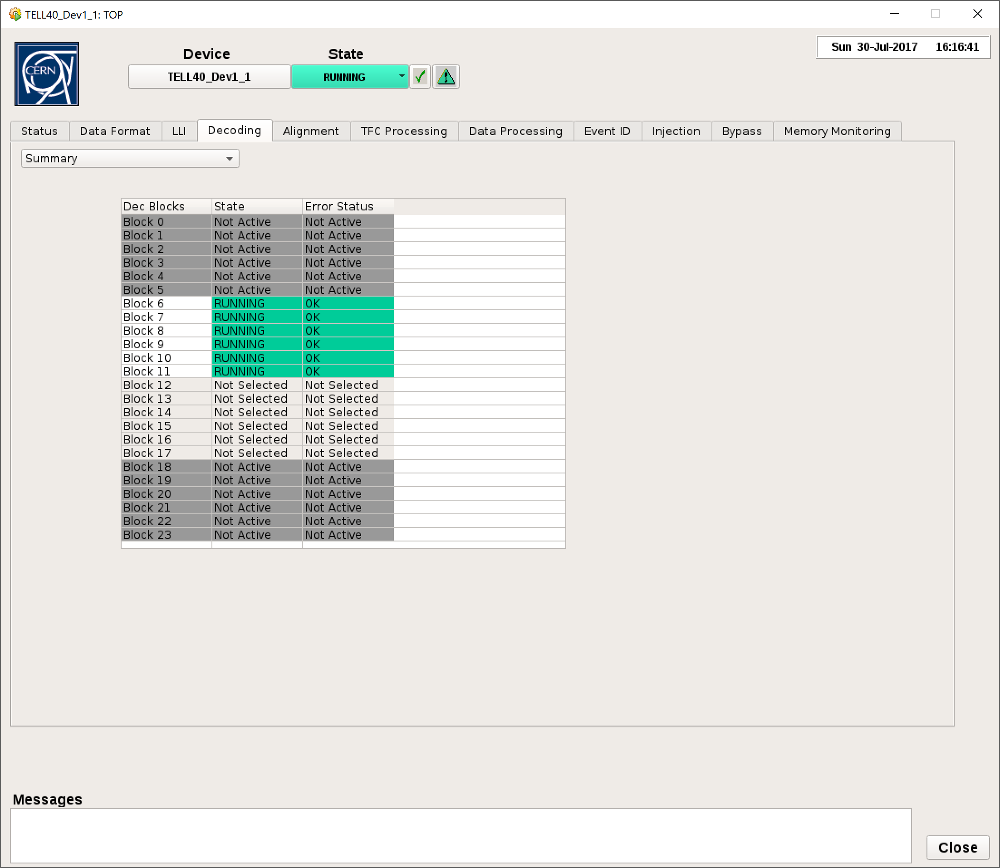 TELL40_Dev1_1: TOP
Sun 30-Jul-2017 16:16:41
CERN
Device State
TELL40_Dev1_1 RUNNING
Status Data Format LLI Decoding Alignment TFC Processing Data Processing Event ID Injection Bypass Memory Monitoring
Summary
Dec Blocks State Error Status
Block 0 Not Active Not Active
Block 1 Not Active Not Active
Block 2 Not Active Not Active
Block 3 Not Active Not Active
Block 4 Not Active Not Active
Block 5 Not Active Not Active
Block 6 RUNNING OK
Block 7 RUNNING OK
Block 8 RUNNING OK
Block 9 RUNNING OK
Block 10 RUNNING OK
Block 11 RUNNING OK
Block 12 Not Selected Not Selected
Block 13 Not Selected Not Selected
Block 14 Not Selected Not Selected
Block 15 Not Selected Not Selected
Block 16 Not Selected Not Selected
Block 17 Not Selected Not Selected
Block 18 Not Active Not Active
Block 19 Not Active Not Active
Block 20 Not Active Not Active
Block 21 Not Active Not Active
Block 22 Not Active Not Active
Block 23 Not Active Not Active
Messages
Close